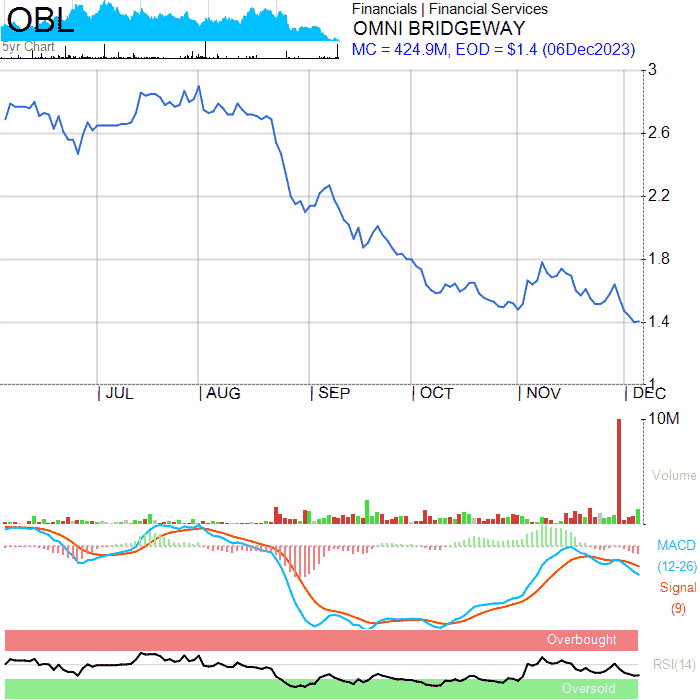 OBL
5yr Chart
Financials | Financial Services
OMNI BRIDGEWAY
MC = 424.9M, EOD = $1.4 (06Dec2023)
3
2.6
2.2
1.8
1.4
1
JUL
AUG
SEP
OCT
NOV
DEC
10M
Volume
MACD
(12-26)
Signal
(9)
Overbought
RSI(14)
Oversold